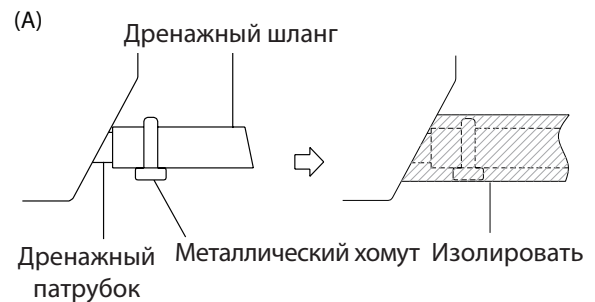 (A)
Дренажный шланг
Дренажный
патрубок
Металлический хомут
Изолировать